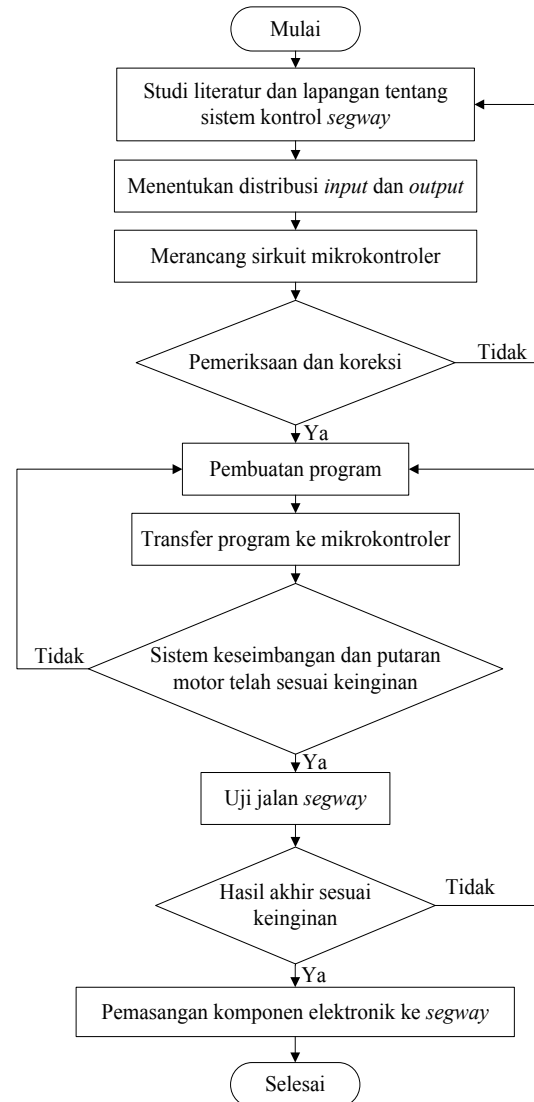 Mulai
Studi literatur dan lapangan tentang
sistem kontrol segway
Menentukan distribusi input dan output
Merancang sirkuit mikrokontroler
Pemeriksaan dan koreksi
Tidak
Ya
Pembuatan program
Transfer program ke mikrokontroler
Tidak
Sistem keseimbangan dan putaran
motor telah sesuai keinginan
Ya
Uji jalan segway
Hasil akhir sesuai
keinginan
Tidak
Ya
Pemasangan komponen elektronik ke segway
Selesai